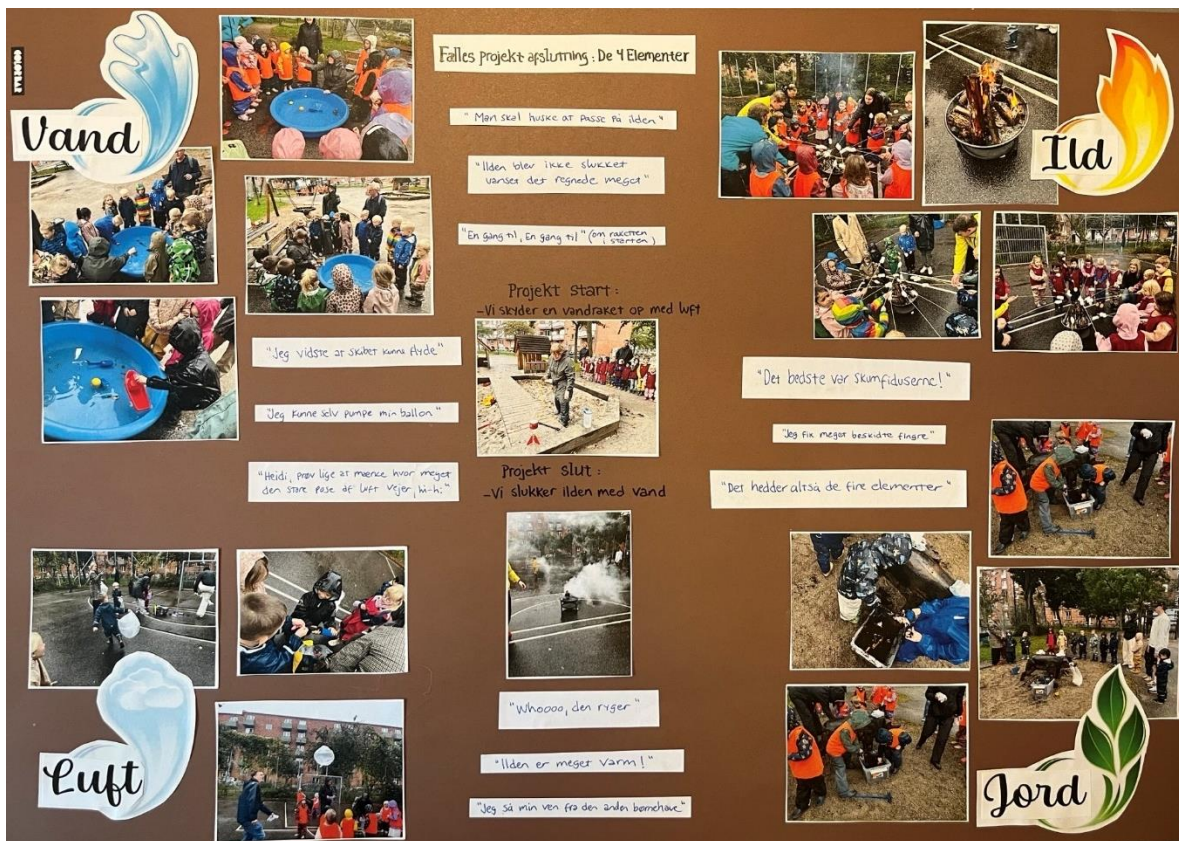 Vand
Fælles projekt afslutning: De 4 Elementer
Ild
"Man skal huske at passe på ilden"
"Ilden blev ikke slukket
vanset det regnede meget"
"En gang til, En gang til" (om raketten
i starten)
Projekt start:
-Vi skyder en vandraket op med luft
"Jeg vidste at skibet kunne flyde"
"Jeg kunne selv pumpe min ballon"
"Heidi, prøv lige at mærke hvor meget
den store pose af luft vejer, hi-hi"
"Det bedste var skumfiduserne!"
"Jeg fik meget beskidte fingre"
"Det hedder altså de fire elementer"
Projekt slut:
-Vi slukker ilden med vand
"Whoooo, den ryger"
"Ilden er meget varm!"
"Jeg så min ven fra den anden børnehave"
Luft
Jord